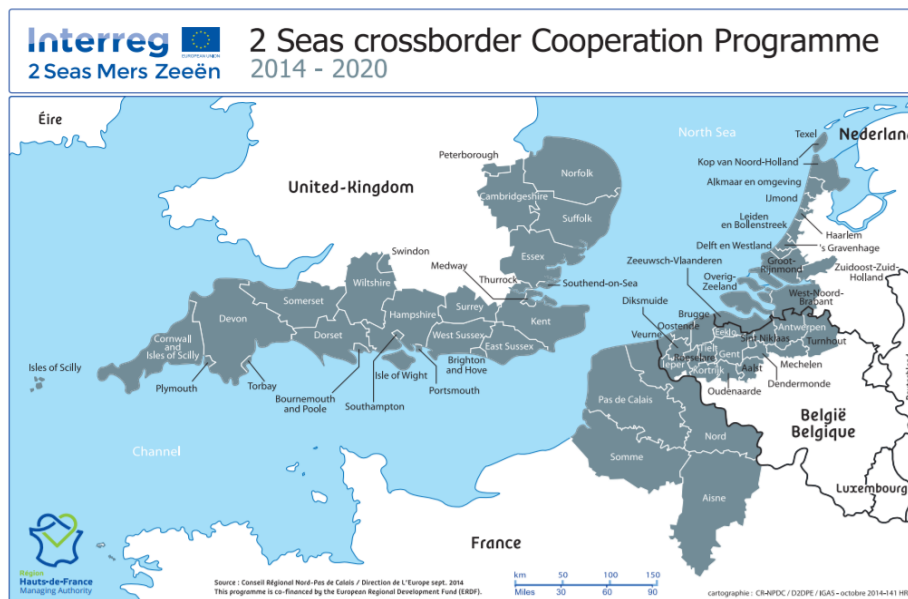 Interreg
EUROPEAN UNION
2 Seas Mers Zeeën
2 Seas crossborder Cooperation Programme
2014 - 2020
Éire
North Sea
Texel
Nederland
Peterborough
Kop van Noord-Holland
United-Kingdom
Norfolk
Cambridgeshire
Alkmaar en omgeving
IJmond
Suffolk
Leiden
en Bollenstreek
Haarlem
Swindon
Essex
Delft en Westland
's Gravenhage
Medway
Zeeuwsch-Vlaanderen
Groot-
Rijnmond
Zuidoost-Zuid-
Holland
Wiltshire
Thurrock
Southend-on-Sea
Overig-
Zeeland
Somerset
Diksmuide
West-Noord-
Brabant
Devon
Hampshire
Surrey
Kent
Brugge
Oostende
Dorset
West Sussex
Veurne
Eeklo
Sint Niklaas
Antwerpen
Turnhout
Cornwall
and
Isles of Scilly
East Sussex
Tielt
Roeselare
Gent
Ieper
Kortrijk
Aalst
Mechelen
Isles of Scilly
Brighton
and Hove
Isle of Wight
Dendermonde
Plymouth
Torbay
Bournemouth
and Poole
Portsmouth
Oudenaarde
Southampton
Pas de Calais
België
Belgique
Nord
Channel
Somme
Luxembourg
Aisne
France
Région
Hauts-de-France
Managing Authority
Source : Conseil Régional Nord-Pas de Calais / Direction de L'Europe sept. 2014
This programme is co-financed by the European Regional Development Fund (ERDF).
km 50 100 150
Miles 30 60 90
cartographie : CR-NPDC / D2DPE / IGAS - octobre 2014-141 HR